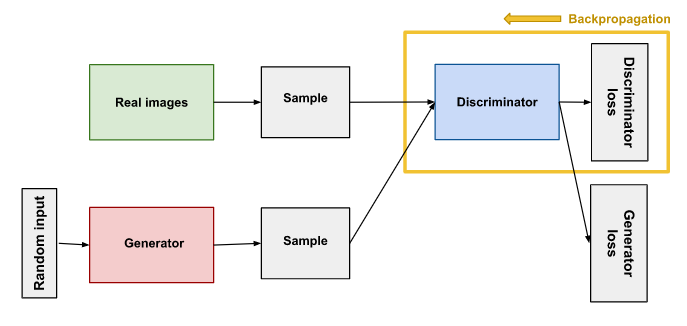 Backpropagation
Real images
Sample
Discriminator
Discriminator
loss
Random input
Generator
Sample
Generator
loss